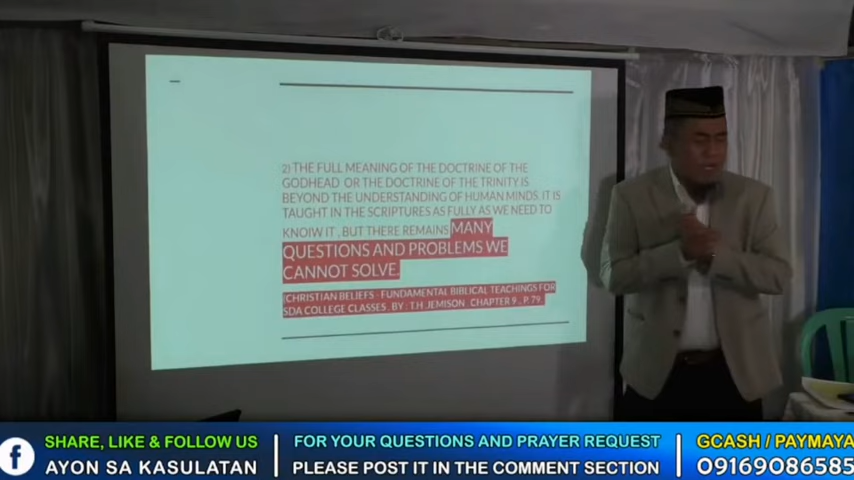 2) THE FULL MEANING OF THE DOCTRINE OF THE
GODHEAD OR THE DOCTRINE OF THE TRINITY IS
BEYOND THE UNDERSTANDING OF HUMAN MINDS. IT IS
TAUGHT IN THE SCRIPTURES AS FULLY AS WE NEED TO
KNOIW IT , BUT THERE REMAINS MANY
QUESTIONS AND PROBLEMS WE
CANNOT SOLVE.
(CHRISTIAN BELIEFS - FUNDAMENTAL BIBLICAL TEACHINGS FOR
SDA COLLEGE CLASSES . BY : T.H JEMISON CHAPTER 9 , P. 79.
SHARE, LIKE & FOLLOW US
AYON SA KASULATAN
FOR YOUR QUESTIONS AND PRAYER REQUEST
PLEASE POST IT IN THE COMMENT SECTION
GCASH / PAYMAYA
09169086585